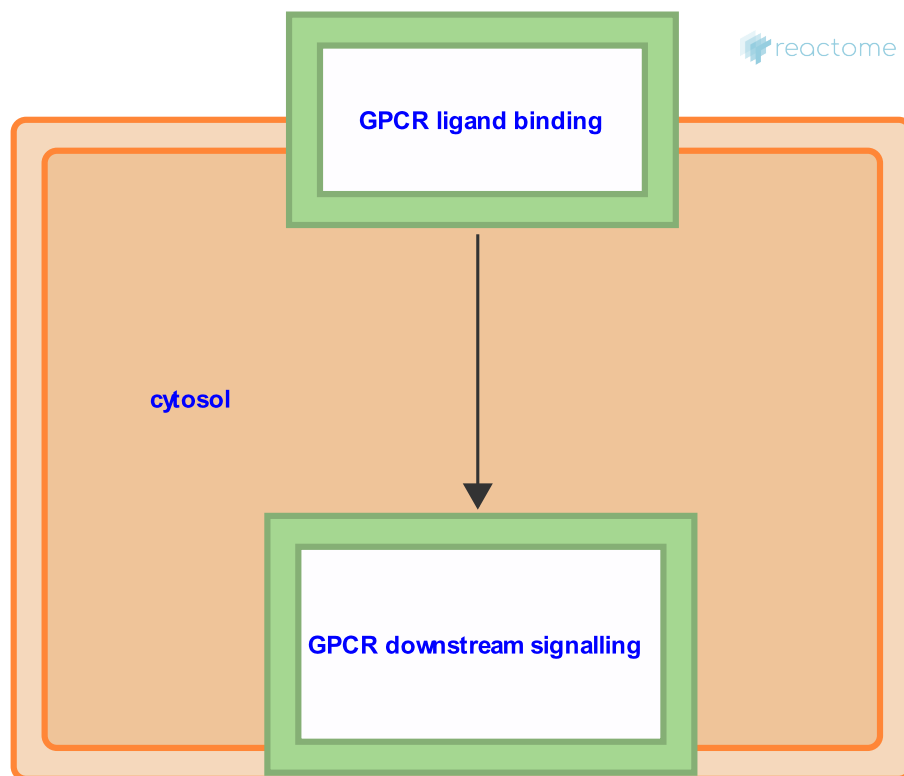 reactome
GPCR ligand binding
cytosol
GPCR downstream signalling